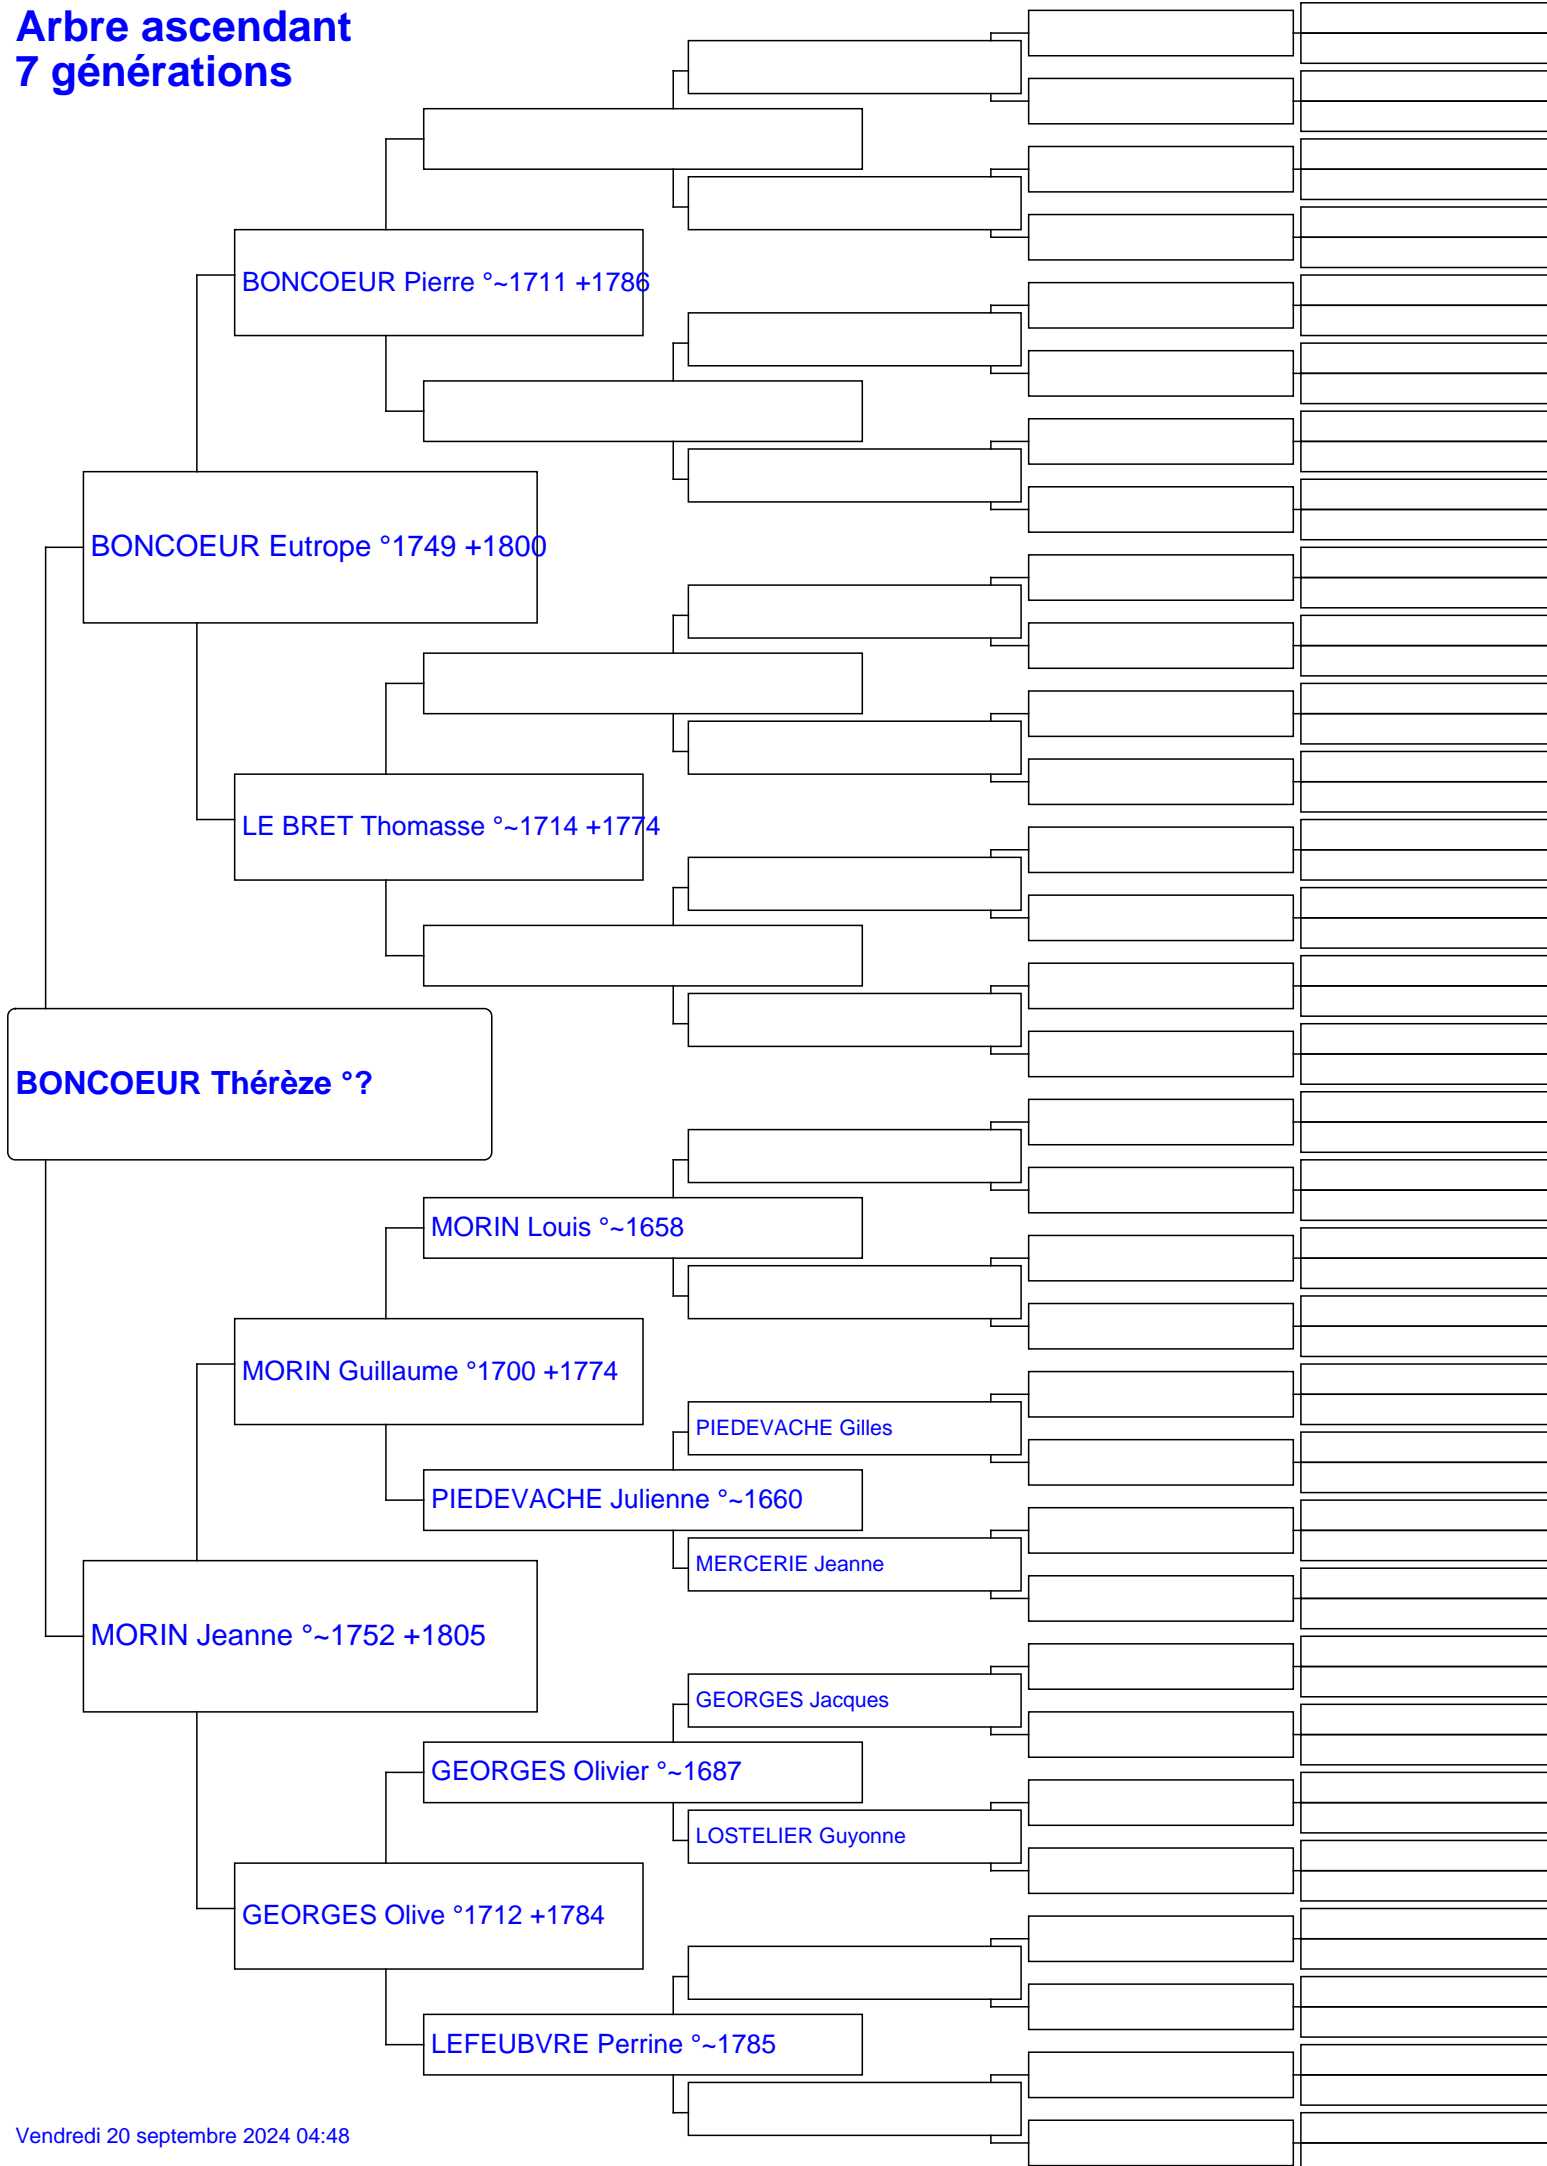 Arbre ascendant
7 générations
BONCOEUR Pierre °~1711 +1786
BONCOEUR Eutrope °1749 +1800
LE BRET Thomasse °~1714 +1774
BONCOEUR Thérèze °?
MORIN Louis °~1658
MORIN Guillaume °1700 +1774
PIEDEVACHE Gilles
PIEDEVACHE Julienne °~1660
MERCERIE Jeanne
MORIN Jeanne °~1752 +1805
GEORGES Jacques
GEORGES Olivier °~1687
LOSTELIER Guyonne
GEORGES Olive °1712 +1784
LEFEUBVRE Perrine °~1785
Vendredi 20 septembre 2024 04:48